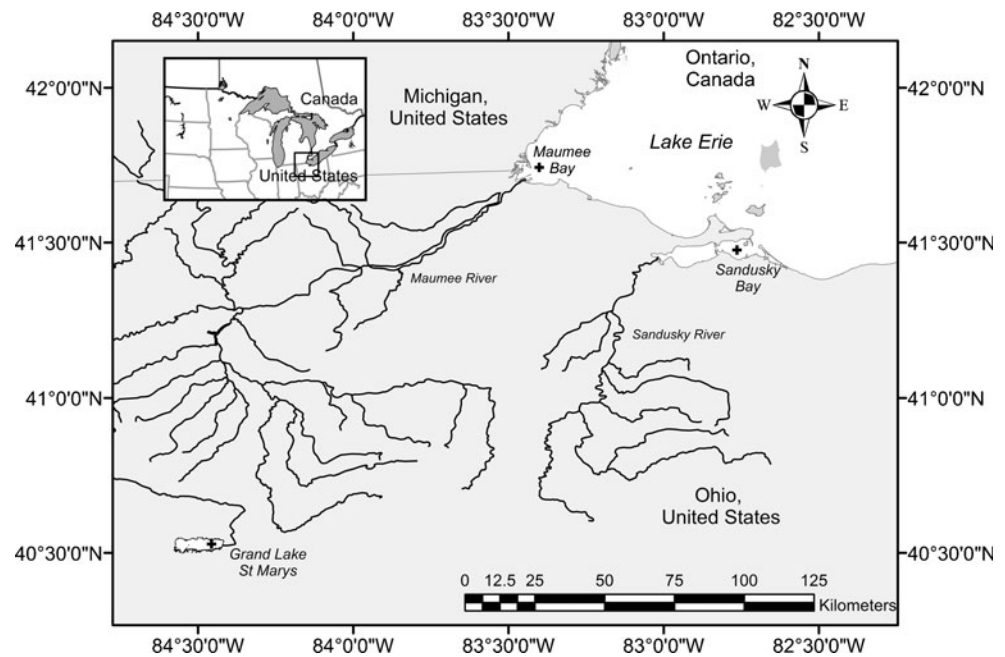 84°30'0"W 84°0'0"W 83°30'0"W 83°0'0"W 82°30'0"W
42°0'0"N
41°30'0"N
41°0'0"N
40°30'0"N
Canada
United States
Michigan,
United States
Ontario,
Canada
Lake Erie
N
W E
S
Maumee
Bay
42°0'0"N
41°30'0"N
41°0'0"N
40°30'0"N
Maumee River
Sandusky
Bay
Sandusky River
Ohio,
United States
Grand Lake
St Marys
0 12.5 25 50 75 100 125
Kilometers
84°30'0"W 84°0'0"W 83°30'0"W 83°0'0"W 82°30'0"W